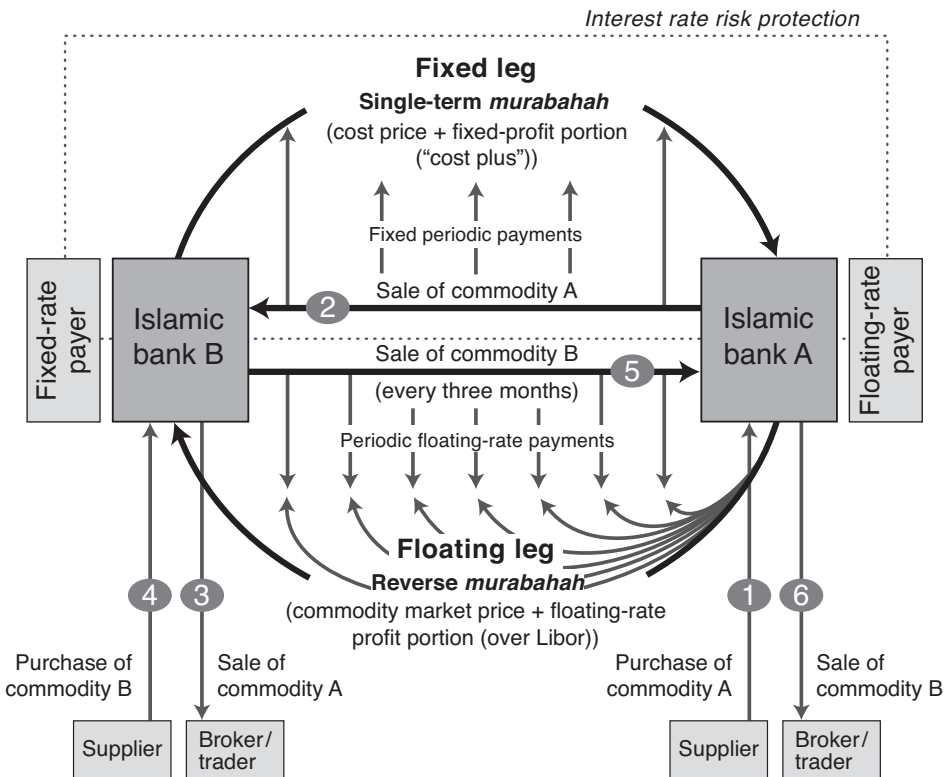 Interest rate risk protection
Fixed leg
Single-term murabahah
(cost price + fixed-profit portion
(“cost plus”))
Fixed periodic payments
Sale of commodity A
2
Fixed-rate
payer
Islamic
bank B
Islamic
bank A
Floating-rate
payer
Sale of commodity B
5
(every three months)
Periodic floating-rate payments
Floating leg
Reverse murabahah
(commodity market price + floating-rate
profit portion (over Libor))
4
3
1
6
Purchase of
commodity B
Sale of
commodity A
Purchase of
commodity A
Sale of
commodity B
Supplier
Broker/
trader
Supplier
Broker/
trader